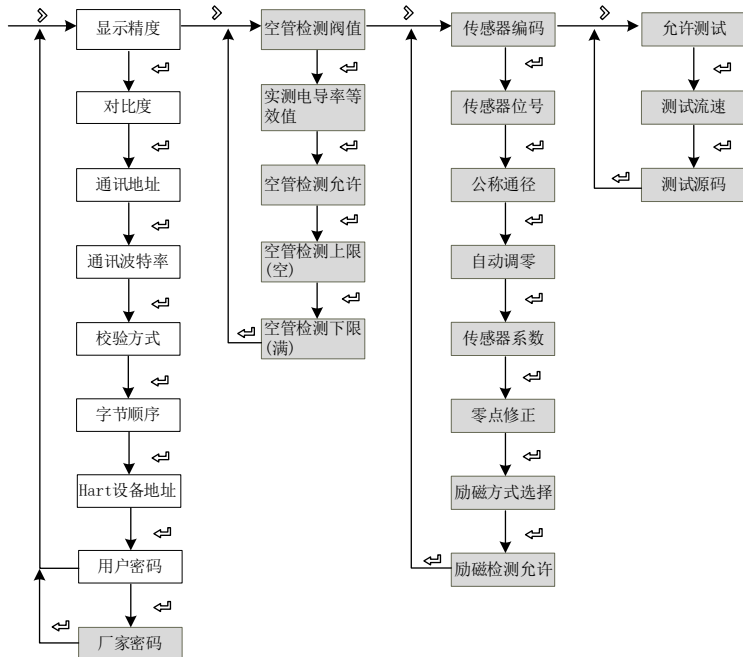 显示精度
对比度
通讯地址
通讯波特率
校验方式
字节顺序
Hart设备地址
用户密码
厂家密码
空管检测阀值
实测电导率等
效值
空管检测允许
空管检测上限
(空)
空管检测下限
(满)
传感器编码
传感器位号
公称通径
自动调零
传感器系数
零点修正
励磁方式选择
励磁检测允许
允许测试
测试流速
测试源码